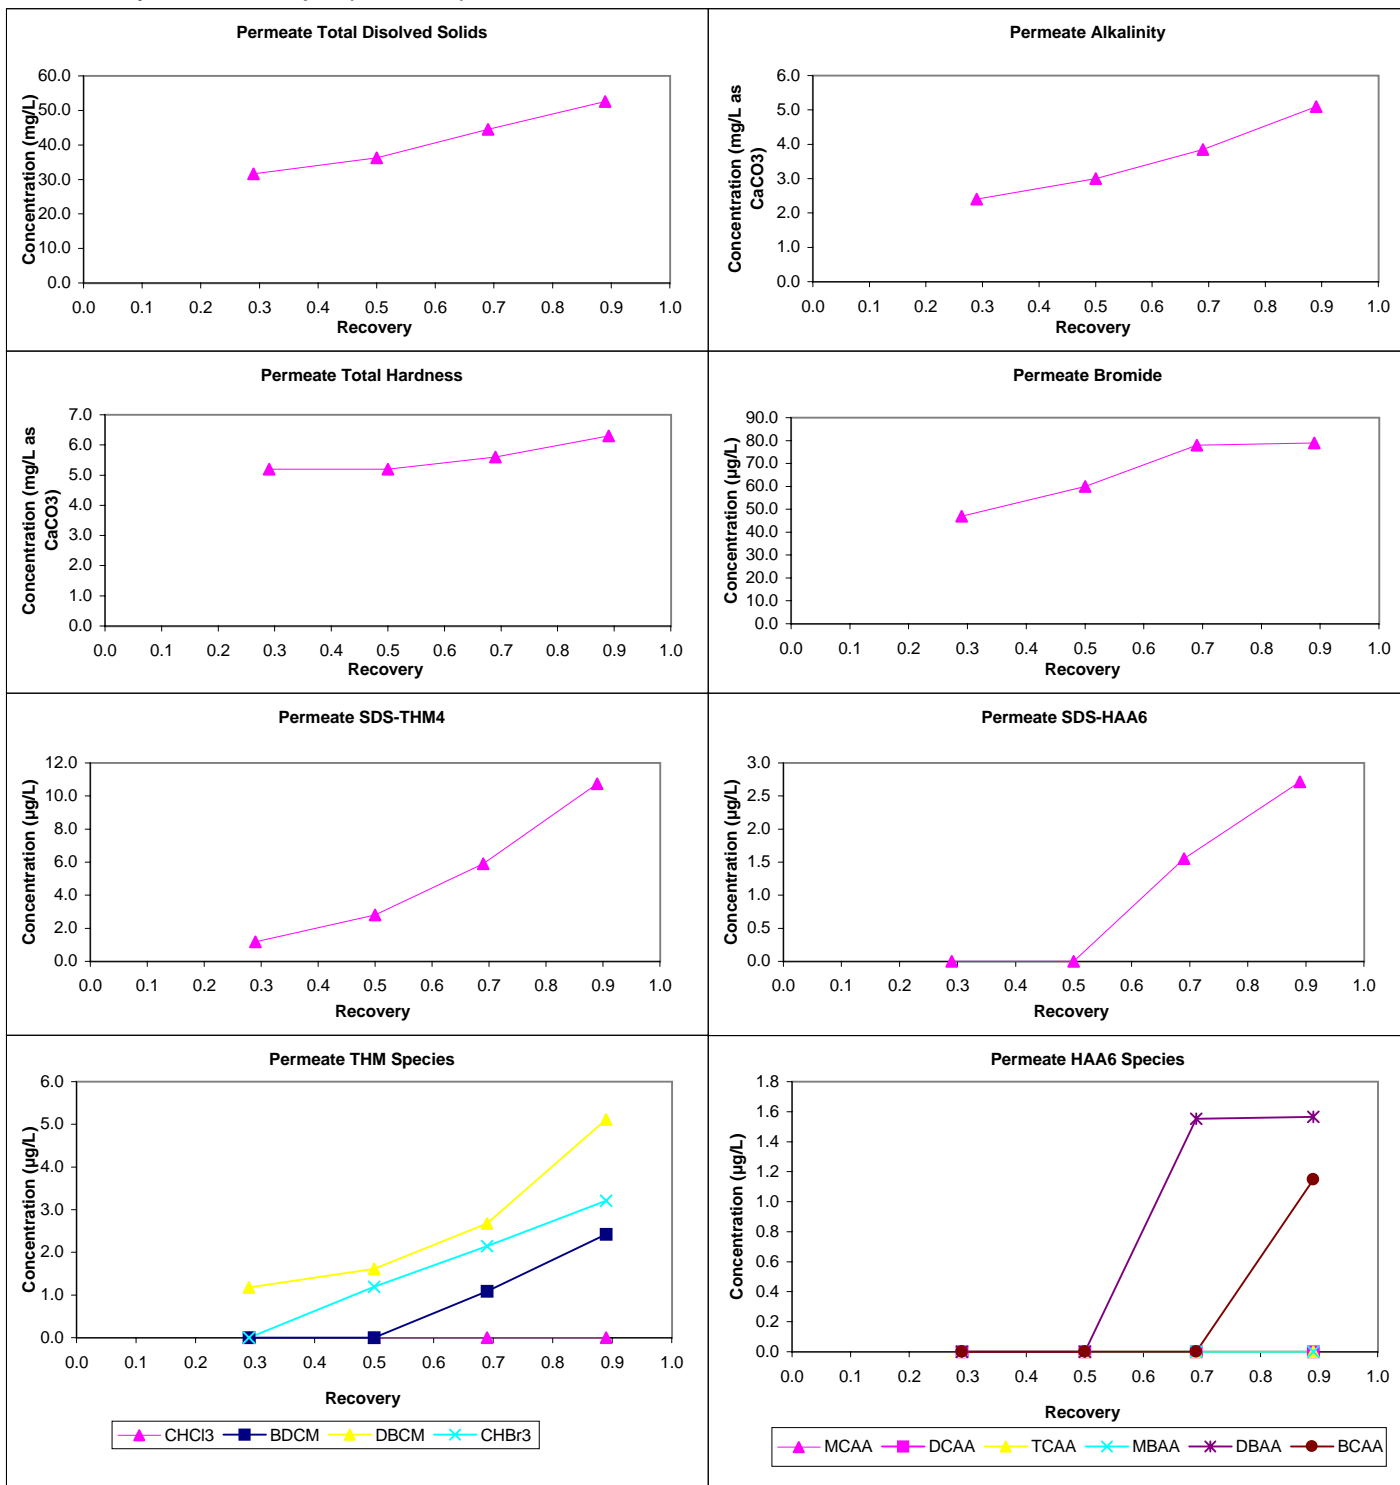 Permeate Total Disolved Solids
Concentration (mg/L)
60.0
50.0
40.0
30.0
20.0
10.0
0.0
0.0 0.1 0.2 0.3 0.4 0.5 0.6 0.7 0.8 0.9 1.0
Recovery
Permeate Alkalinity
Concentration (mg/L as
CaCO3)
6.0
5.0
4.0
3.0
2.0
1.0
0.0
0.0 0.1 0.2 0.3 0.4 0.5 0.6 0.7 0.8 0.9 1.0
Recovery
Permeate Total Hardness
Concentration (mg/L as
CaCO3)
7.0
6.0
5.0
4.0
3.0
2.0
1.0
0.0
0.0 0.1 0.2 0.3 0.4 0.5 0.6 0.7 0.8 0.9 1.0
Recovery
Permeate Bromide
Concentration (µg/L)
90.0
80.0
70.0
60.0
50.0
40.0
30.0
20.0
10.0
0.0
0.0 0.1 0.2 0.3 0.4 0.5 0.6 0.7 0.8 0.9 1.0
Recovery
Permeate SDS-THM4
Concentration (µg/L)
12.0
10.0
8.0
6.0
4.0
2.0
0.0
0.0 0.1 0.2 0.3 0.4 0.5 0.6 0.7 0.8 0.9 1.0
Recovery
Permeate SDS-HAA6
Concentration (µg/L)
3.0
2.5
2.0
1.5
1.0
0.5
0.0
0.0 0.1 0.2 0.3 0.4 0.5 0.6 0.7 0.8 0.9 1.0
Recovery
Permeate THM Species
Concentration (µg/L)
6.0
5.0
4.0
3.0
2.0
1.0
0.0
0.0 0.1 0.2 0.3 0.4 0.5 0.6 0.7 0.8 0.9 1.0
Recovery
CHCl3 BDCM DBCM CHBr3
Permeate HAA6 Species
Concentration (µg/L)
1.8
1.6
1.4
1.2
1.0
0.8
0.6
0.4
0.2
0.0
0.0 0.1 0.2 0.3 0.4 0.5 0.6 0.7 0.8 0.9 1.0
Recovery
MCAA DCAA TCAA MBAA DBAA BCAA